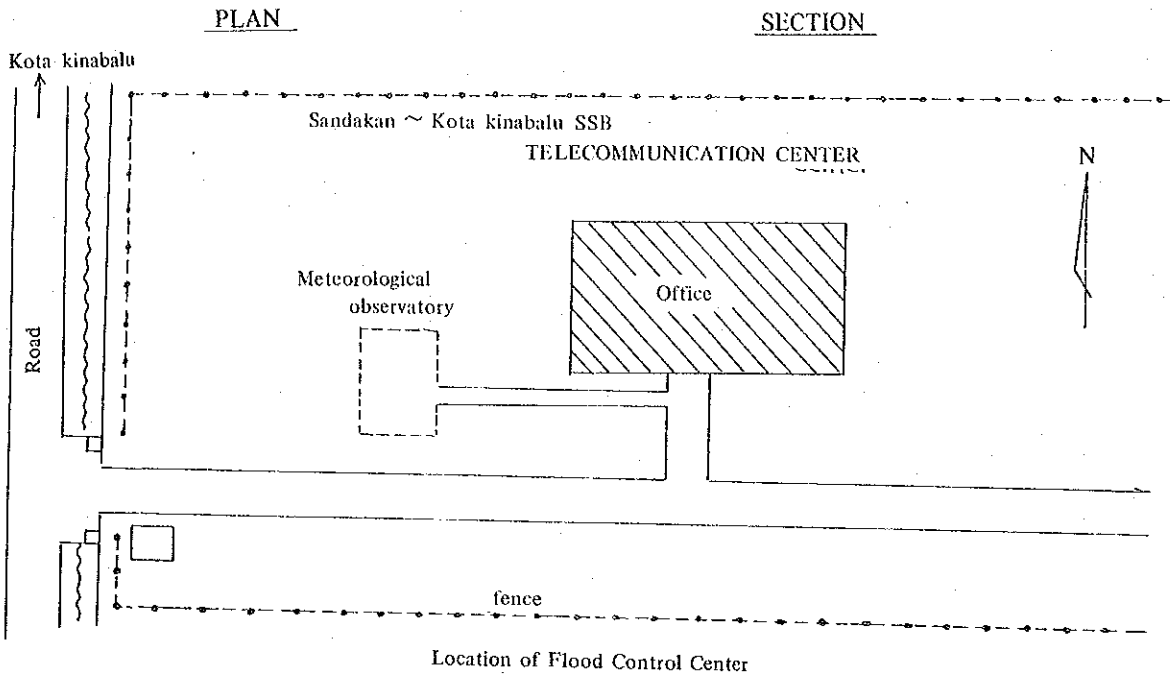 PLAN
SECTION
Kota kinabalu
Sandakan ~ Kota kinabalu SSB
TELECOMMUNICATION CENTER
N
Meteorological
observatory
Office
Road
fence
Location of Flood Control Center